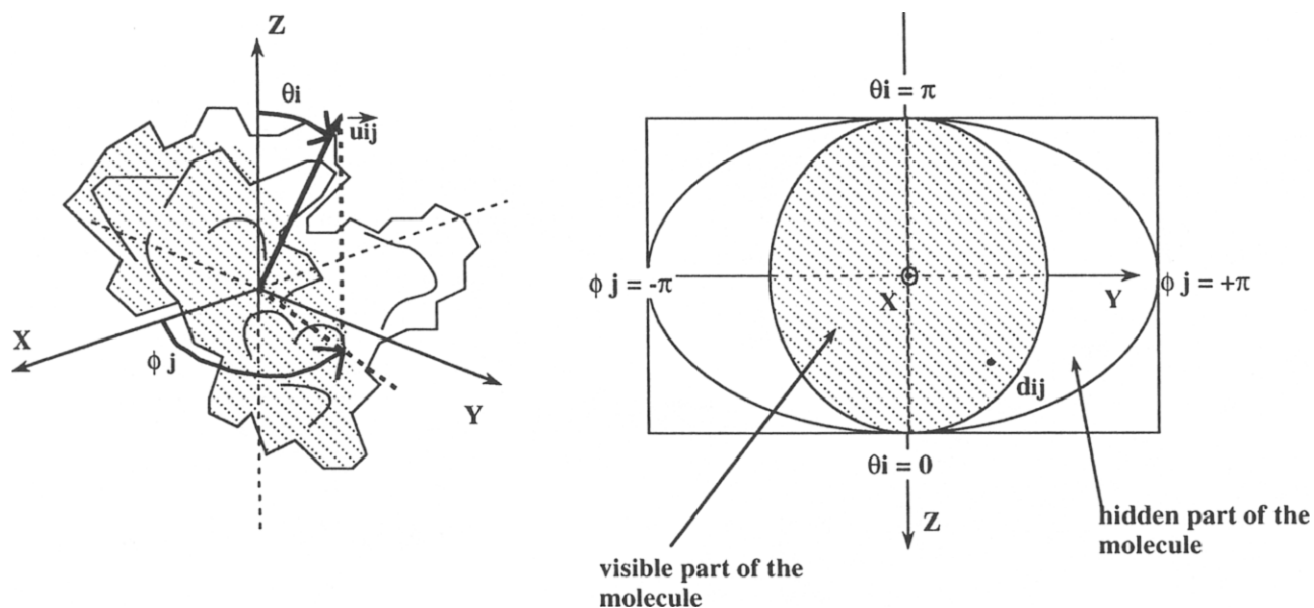 Z
θi
uij
X
φ j
Y
θi = π
φ j = -π
X
Y
φ j = +π
dij
θi = 0
Z
visible part of the
molecule
hidden part of the
molecule